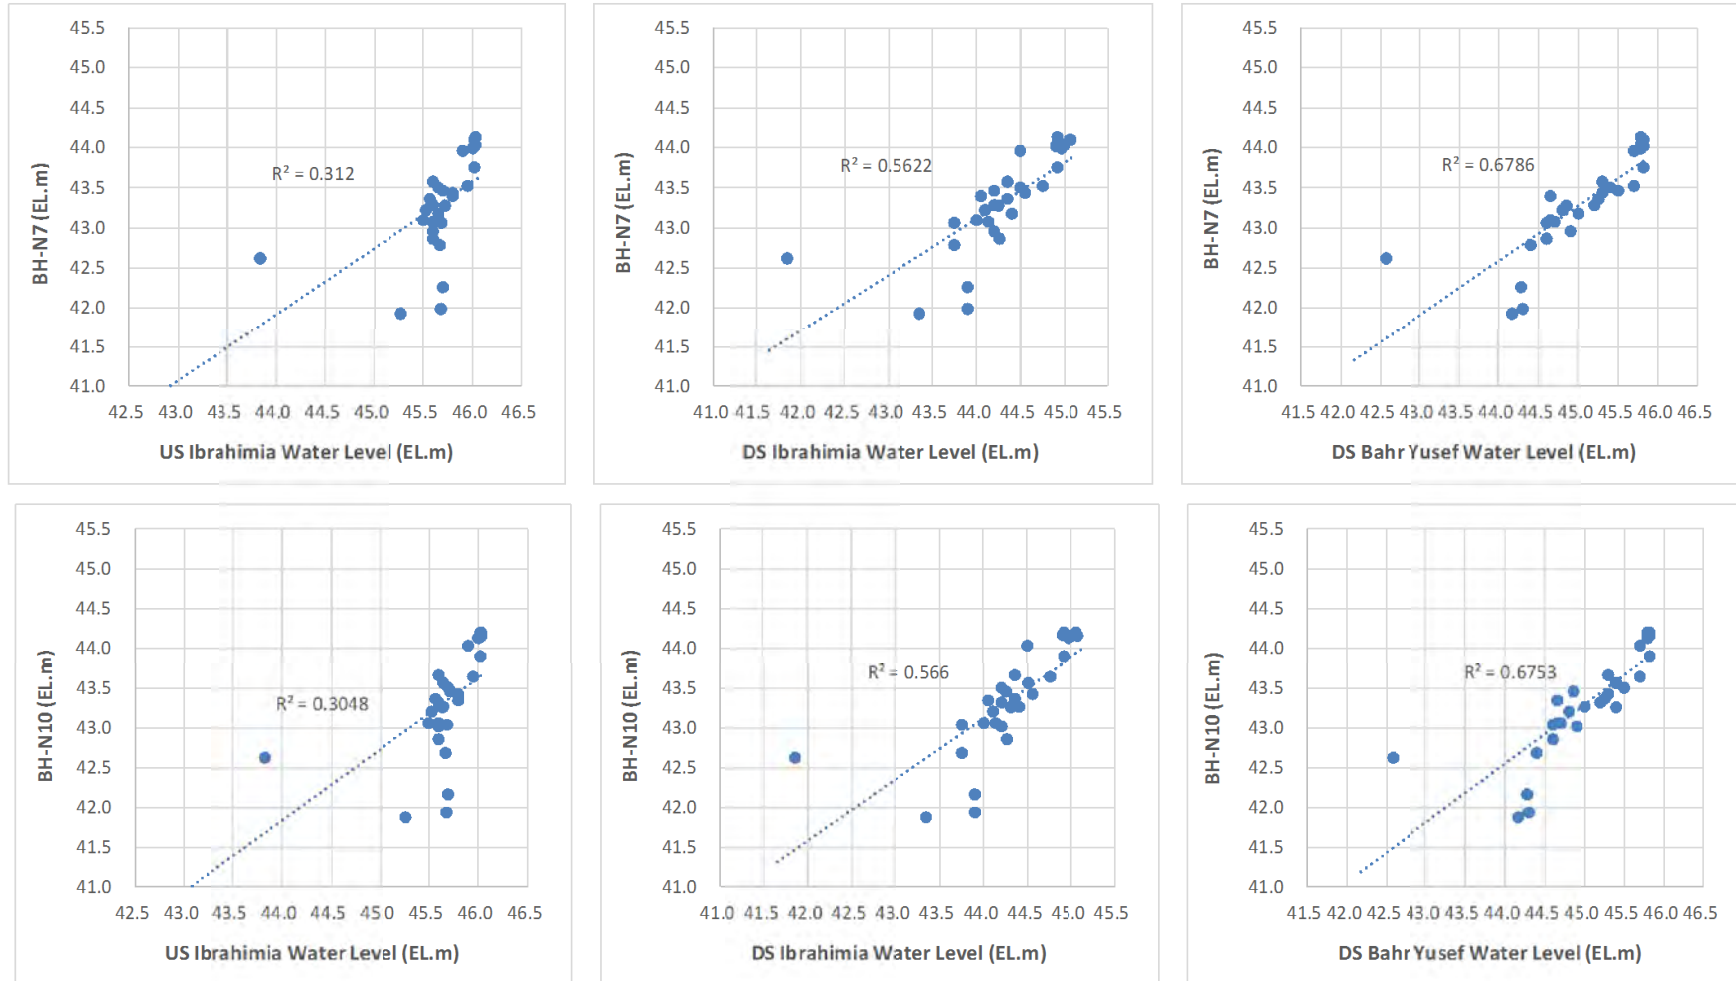 45.5
45.0
44.5
44.0
43.5
43.0
42.5
42.0
41.5
41.0
BH-N7 (EL.m)
R² = 0.312
42.5 43.0 43.5 44.0 44.5 45.0 45.5 46.0 46.5
US Ibrahimia Water Level (EL.m)
45.5
45.0
44.5
44.0
43.5
43.0
42.5
42.0
41.5
41.0
BH-N7 (EL.m)
R² = 0.5622
41.0 41.5 42.0 42.5 43.0 43.5 44.0 44.5 45.0 45.5
DS Ibrahimia Water Level (EL.m)
45.5
45.0
44.5
44.0
43.5
43.0
42.5
42.0
41.5
41.0
BH-N7 (EL.m)
R² = 0.6786
41.5 42.0 42.5 43.0 43.5 44.0 44.5 45.0 45.5 46.0 46.5
DS Bahr Yusef Water Level (EL.m)
45.5
45.0
44.5
44.0
43.5
43.0
42.5
42.0
41.5
41.0
BH-N10 (EL.m)
R² = 0.3048
42.5 43.0 43.5 44.0 44.5 45.0 45.5 46.0 46.5
US Ibrahimia Water Level (EL.m)
45.5
45.0
44.5
44.0
43.5
43.0
42.5
42.0
41.5
41.0
BH-N10 (EL.m)
R² = 0.566
41.0 41.5 42.0 42.5 43.0 43.5 44.0 44.5 45.0 45.5
DS Ibrahimia Water Level (EL.m)
45.5
45.0
44.5
44.0
43.5
43.0
42.5
42.0
41.5
41.0
BH-N10 (EL.m)
R² = 0.6753
41.5 42.0 42.5 43.0 43.5 44.0 44.5 45.0 45.5 46.0 46.5
DS Bahr Yusef Water Level (EL.m)